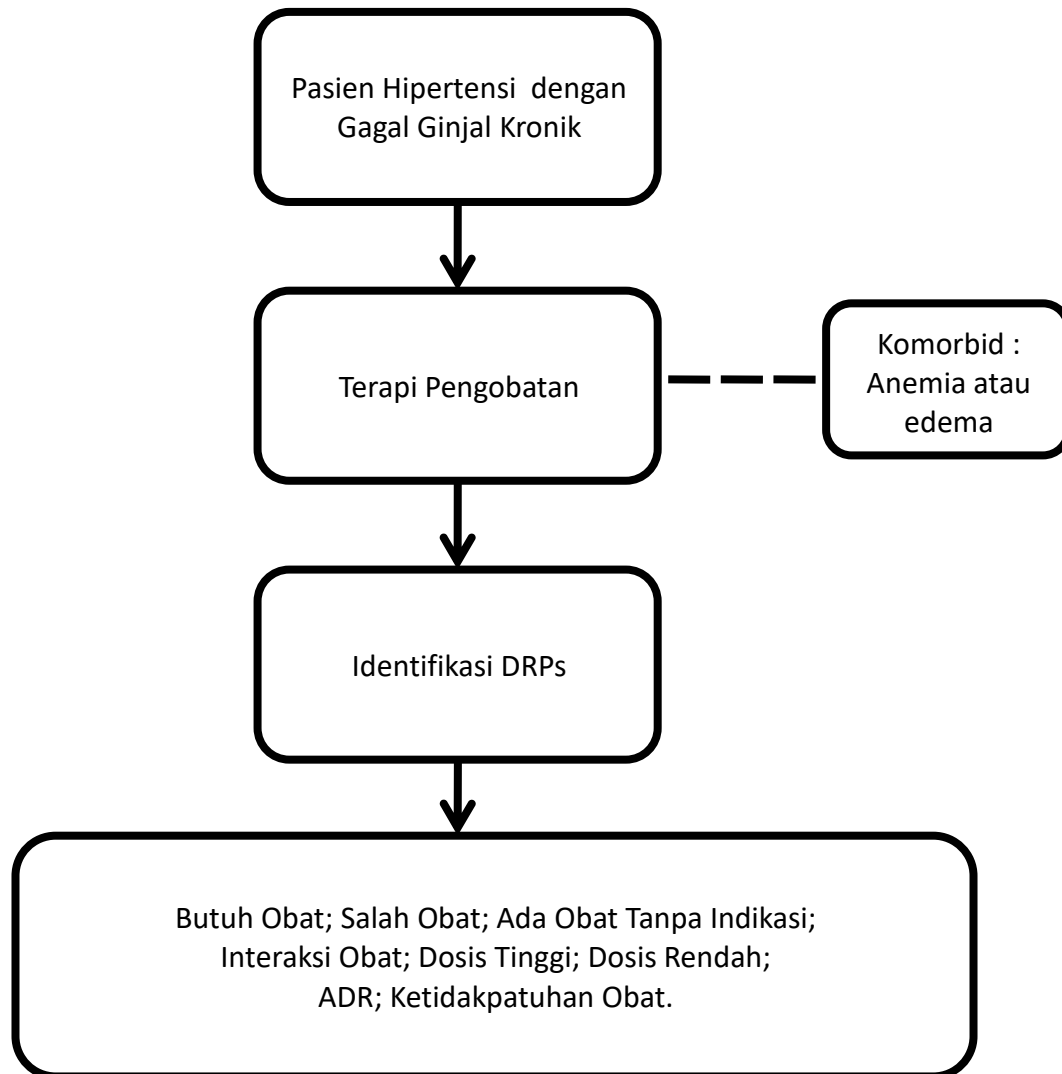 Pasien Hipertensi dengan
Gagal Ginjal Kronik
Terapi Pengobatan
Komorbid :
Anemia atau
edema
Identifikasi DRPs
Butuh Obat; Salah Obat; Ada Obat Tanpa Indikasi;
Interaksi Obat; Dosis Tinggi; Dosis Rendah;
ADR; Ketidakpatuhan Obat.